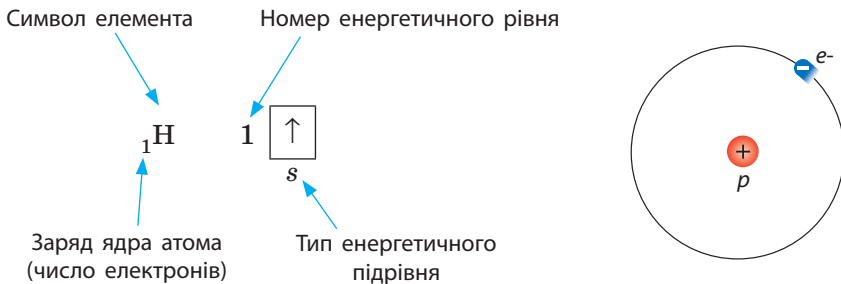 Символ елемента
Номер енергетичного рівня
e-
₁H 1 ↑
s
+
p
Заряд ядра атома
(число електронів)
Тип енергетичного
підрівня